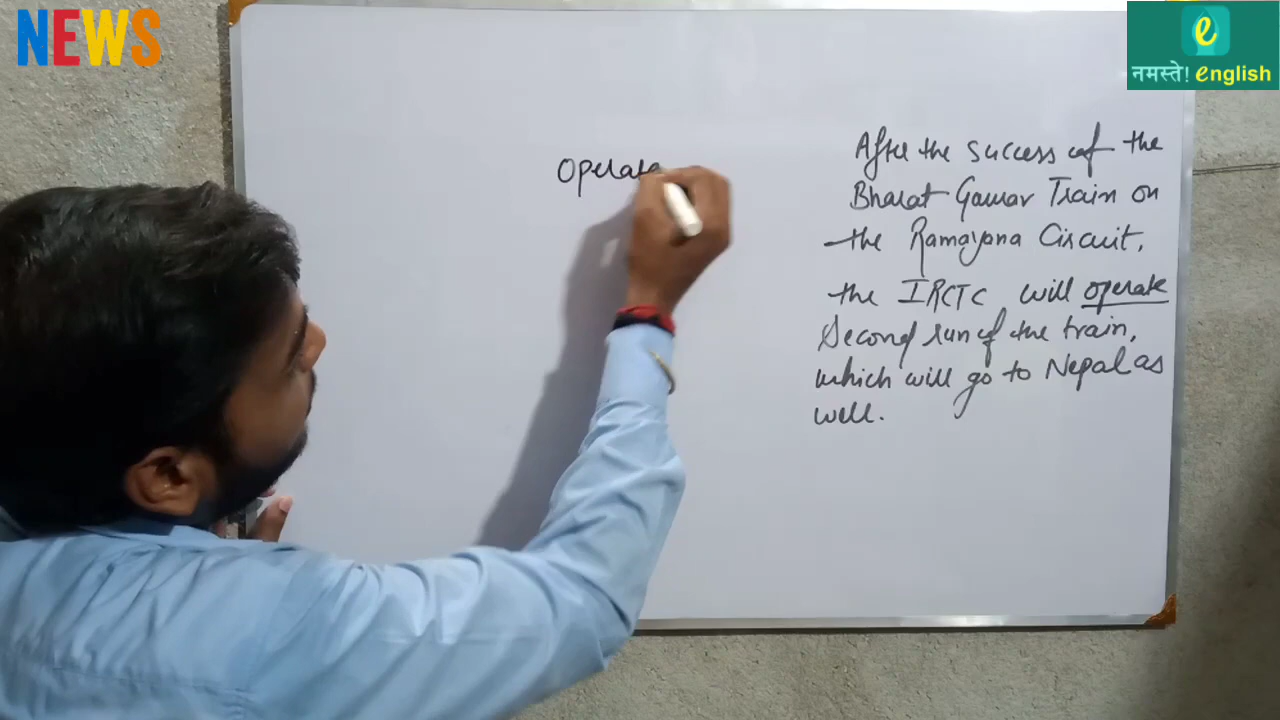 NEWS
e
नमस्ते! english
Operate
After the success of the
Bharat Gaurav Train on
the Ramayana Circuit,
the IRCTC will operate
Second run of the train,
which will go to Nepal as
well.